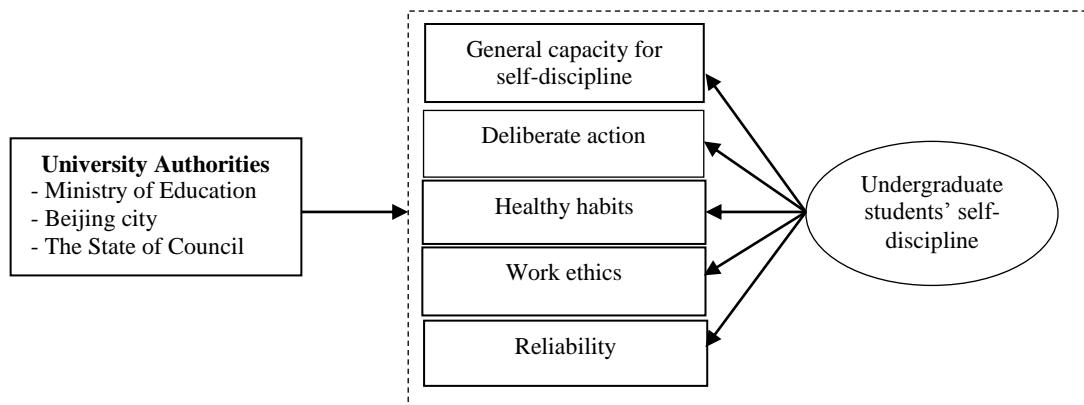 University Authorities
- Ministry of Education
- Beijing city
- The State of Council
General capacity for
self-discipline
Deliberate action
Healthy habits
Work ethics
Reliability
Undergraduate
students’ self-
discipline